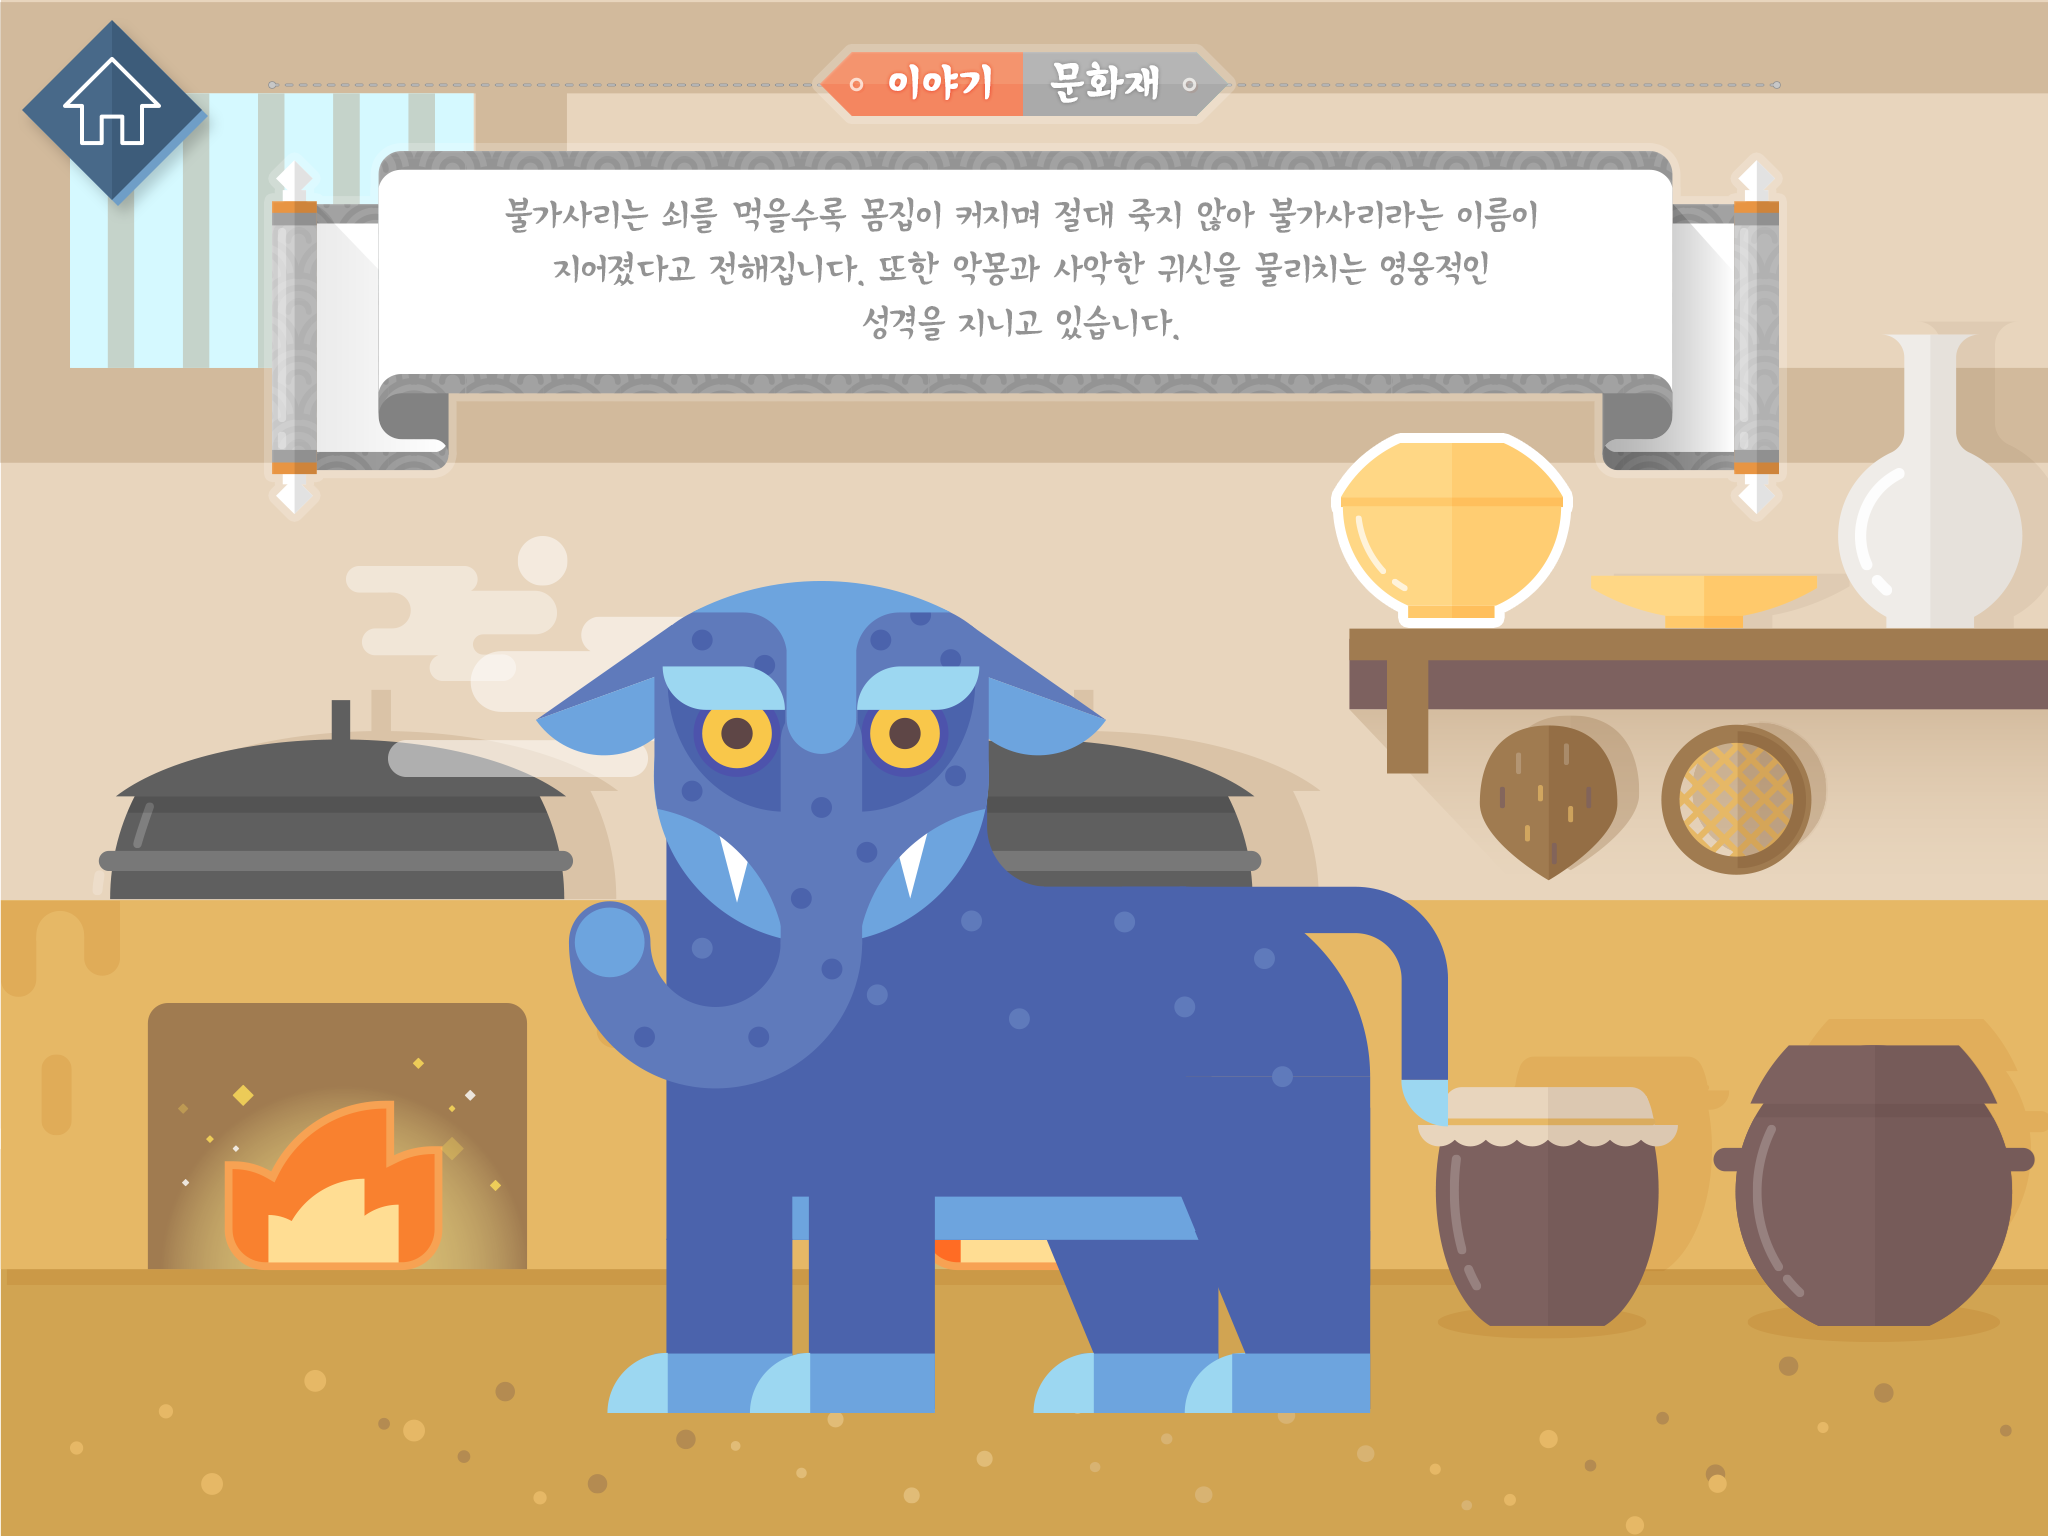 이야기 문화재
불가사리는 쇠를 먹을수록 몸집이 커지며 절대 죽지 않아 불가사리라는 이름이
지어졌다고 전해집니다. 또한 악몽과 사악한 귀신을 물리치는 영웅적인
성격을 지니고 있습니다.